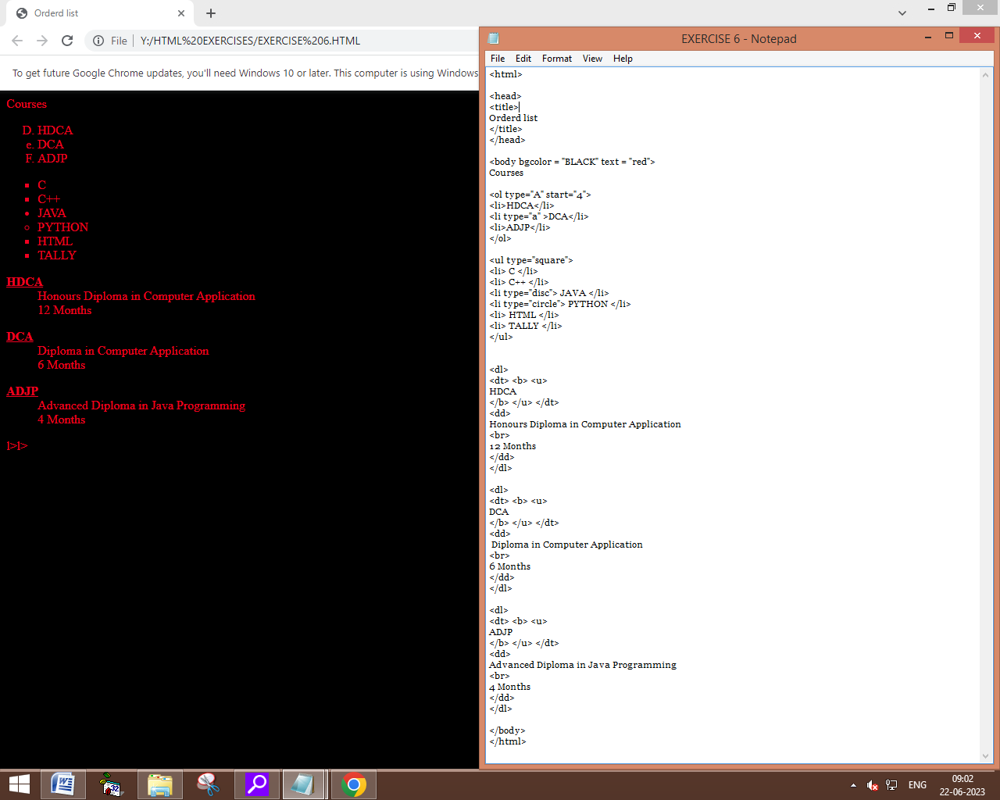 Orderd list
File
Y:/HTML%20EXERCISES/EXERCISE%206.HTML
To get future Google Chrome updates, you'll need Windows 10 or later. This computer is using Windows
Courses
D. HDCA
e. DCA
F. ADJP
C
C++
JAVA
PYTHON
HTML
TALLY
HDCA
Honours Diploma in Computer Application
12 Months
DCA
Diploma in Computer Application
6 Months
ADJP
Advanced Diploma in Java Programming
4 Months
l>l>
EXERCISE 6 - Notepad
File Edit Format View Help
<html>
<head>
<title>
Orderd list
</title>
</head>
<body bgcolor = "BLACK" text = "red">
Courses
<ol type="A" start="4">
<li>HDCA</li>
<li type="a" >DCA</li>
<li>ADJP</li>
</ol>
<ul type="square">
<li> C </li>
<li> C++ </li>
<li type="disc"> JAVA </li>
<li type="circle"> PYTHON </li>
<li> HTML </li>
<li> TALLY </li>
</ul>
<dl>
<dt> <b> <u>
HDCA
</b> </u> </dt>
<dd>
Honours Diploma in Computer Application
<br>
12 Months
</dd>
</dl>
<dl>
<dt> <b> <u>
DCA
</b> </u> </dt>
<dd>
Diploma in Computer Application
<br>
6 Months
</dd>
</dl>
<dl>
<dt> <b> <u>
ADJP
</b> </u> </dt>
<dd>
Advanced Diploma in Java Programming
<br>
4 Months
</dd>
</dl>
</body>
</html>
W
32
ENG
09:02
22-06-2023